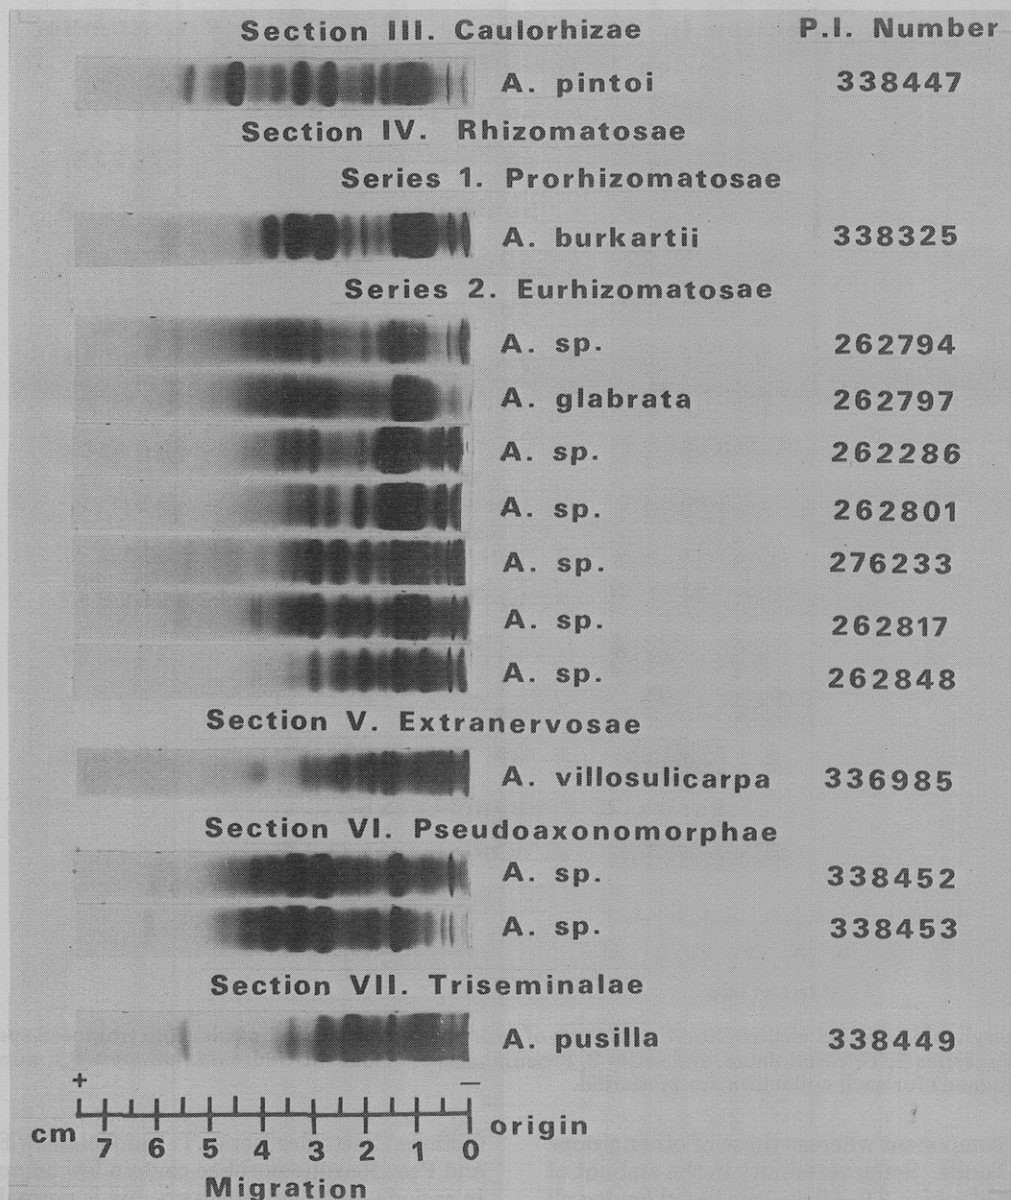 Section III. Caulorhizae P.I. Number
A. pintoi 338447
Section IV. Rhizomatosae
Series 1. Prorhizomatosae
A. burkartii 338325
Series 2. Eurhizomatosae
A. sp. 262794
A. glabrata 262797
A. sp. 262286
A. sp. 262801
A. sp. 276233
A. sp. 262817
A. sp. 262848
Section V. Extranervosae
A. villosulicarpa 336985
Section VI. Pseudoaxonomorphae
A. sp. 338452
A. sp. 338453
Section VII. Triseminalae
A. pusilla 338449
+ −
origin
cm 7 6 5 4 3 2 1 0
Migration